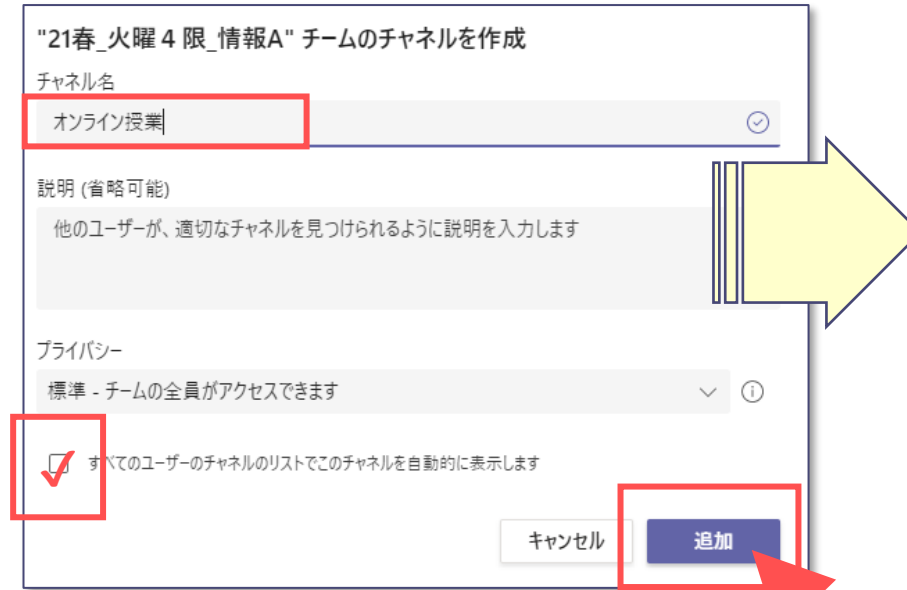 "21春_火曜４限_情報A" チームのチャネルを作成
チャネル名
オンライン授業
説明 (省略可能)
他のユーザーが、適切なチャネルを見つけられるように説明を入力します
プライバシー
標準 - チームの全員がアクセスできます
すべてのユーザーのチャネルのリストでこのチャネルを自動的に表示します
キャンセル
追加